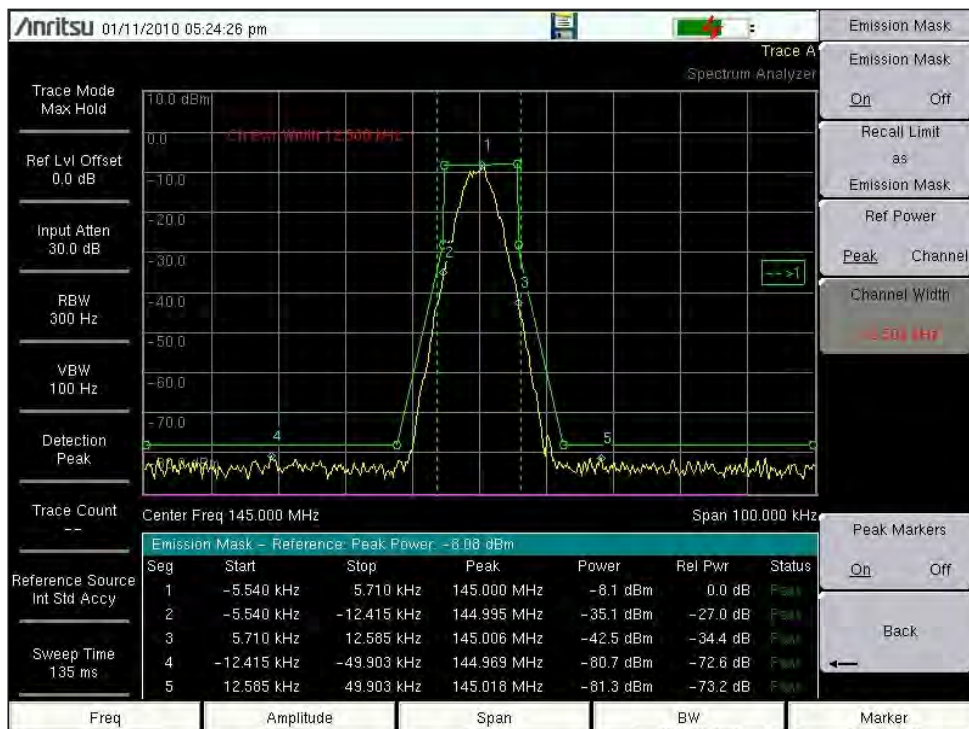 Anritsu 01/11/2010 05:24:26 pm
Trace A
Spectrum Analyzer
Trace Mode
Max Hold
Ref Lvl Offset
0.0 dB
Input Atten
30.0 dB
RBW
300 Hz
VBW
100 Hz
Detection
Peak
Trace Count
--
Reference Source
Int Std Accy
Sweep Time
135 ms
10.0 dBm
0.0
-10.0
-20.0
-30.0
-40.0
-50.0
-60.0
-70.0
1
2
3
4
5
-->1
Center Freq 145.000 MHz
Span 100.000 kHz
Emission Mask – Reference: Peak Power: -8.08 dBm
Seg Start Stop Peak Power Rel Pwr Status
1 -5.540 kHz 5.710 kHz 145.000 MHz -8.1 dBm 0.0 dB
2 -5.540 kHz -12.415 kHz 144.995 MHz -35.1 dBm -27.0 dB
3 5.710 kHz 12.585 kHz 145.006 MHz -42.5 dBm -34.4 dB
4 -12.415 kHz -49.903 kHz 144.969 MHz -80.7 dBm -72.6 dB
5 12.585 kHz 49.903 kHz 145.018 MHz -81.3 dBm -73.2 dB
Emission Mask
Emission Mask
On Off
Recall Limit
as
Emission Mask
Ref Power
Peak Channel
Channel Width
Peak Markers
On Off
Back
Freq
Amplitude
Span
BW
Marker